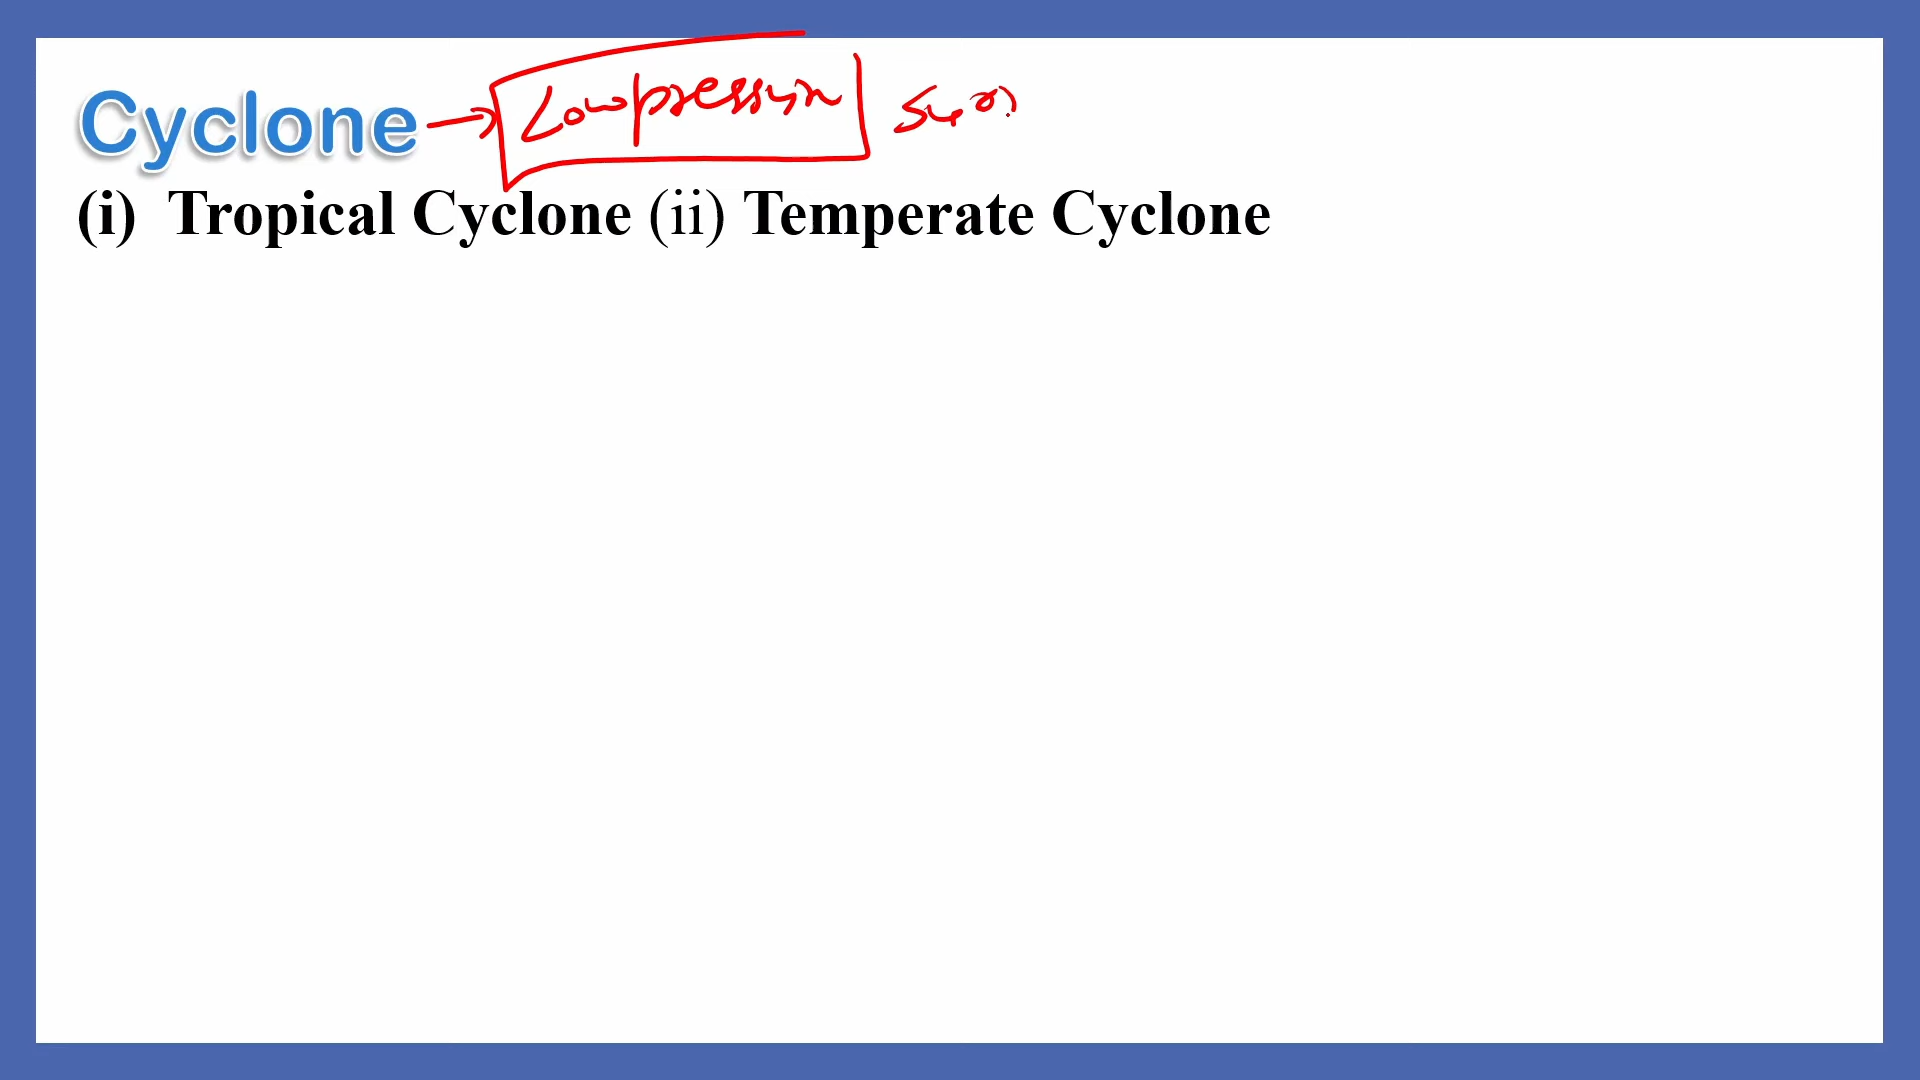 Cyclone → Low pressure
(i) Tropical Cyclone (ii) Temperate Cyclone